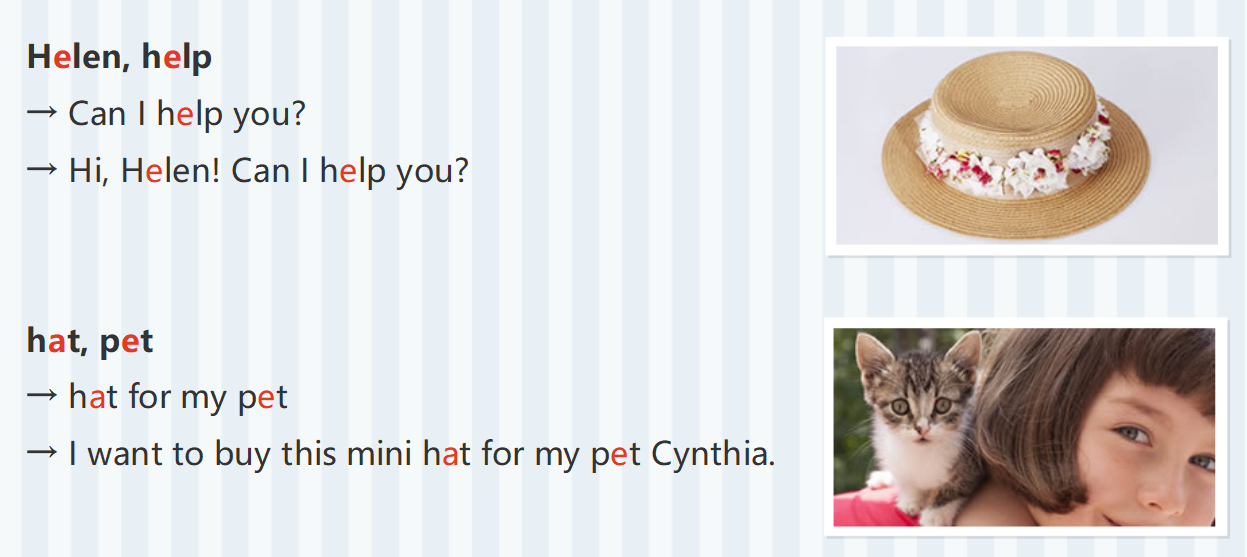 Helen, help
→ Can I help you?
→ Hi, Helen! Can I help you?
hat, pet
→ hat for my pet
→ I want to buy this mini hat for my pet Cynthia.